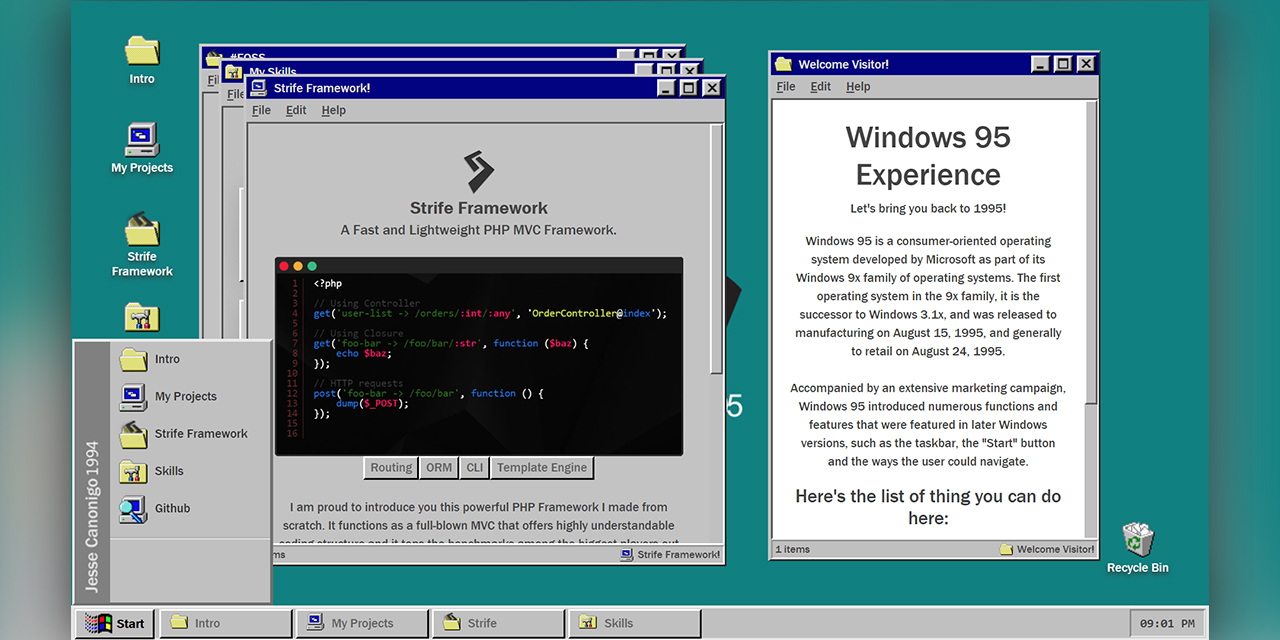 Intro
My Projects
Strife
Framework
#FOSS
My Skills
File
Strife Framework!
File Edit Help
Strife Framework
A Fast and Lightweight PHP MVC Framework.
1 <?php
2
3 // Using Controller
4 get('user-list -> /orders/:int/:any', 'OrderController@index');
5
6 // Using Closure
7 get('foo-bar -> /foo/bar/:str', function ($baz) {
8 echo $baz;
9 });
10
11 // HTTP requests
12 post('foo-bar -> /foo/bar', function () {
13 dump($_POST);
14 });
15
16
Routing ORM CLI Template Engine
I am proud to introduce you this powerful PHP Framework I made from
scratch. It functions as a full-blown MVC that offers highly understandable
ms Strife Framework!
95
Welcome Visitor!
File Edit Help
Windows 95
Experience
Let's bring you back to 1995!
Windows 95 is a consumer-oriented operating
system developed by Microsoft as part of its
Windows 9x family of operating systems. The first
operating system in the 9x family, it is the
successor to Windows 3.1x, and was released to
manufacturing on August 15, 1995, and generally
to retail on August 24, 1995.
Accompanied by an extensive marketing campaign,
Windows 95 introduced numerous functions and
features that were featured in later Windows
versions, such as the taskbar, the "Start" button
and the ways the user could navigate.
Here's the list of thing you can do
here:
1 items Welcome Visitor!
Recycle Bin
Jesse Canonigo 1994
Intro
My Projects
Strife Framework
Skills
Github
Start Intro My Projects Strife Skills 09:01 PM